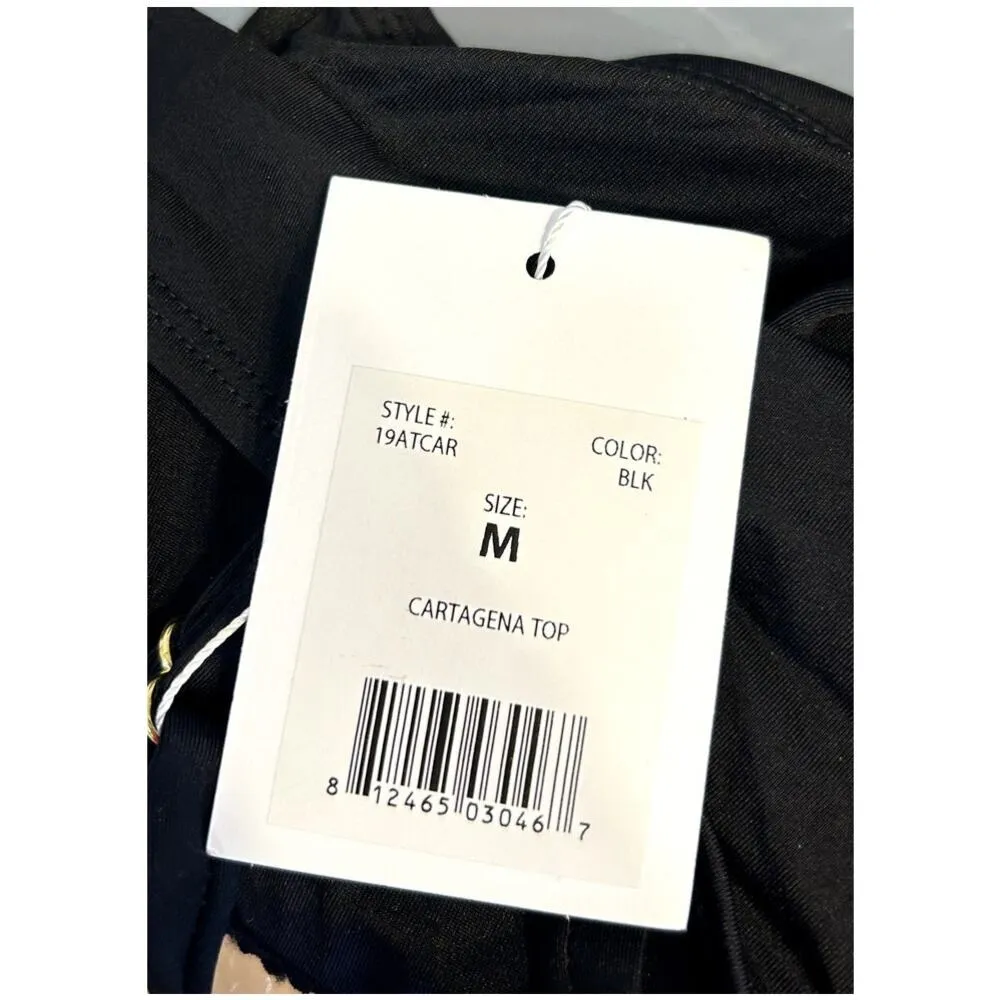 STYLE #:
19ATCAR
COLOR:
BLK
SIZE:
M
CARTAGENA TOP
8 12465 03046 7